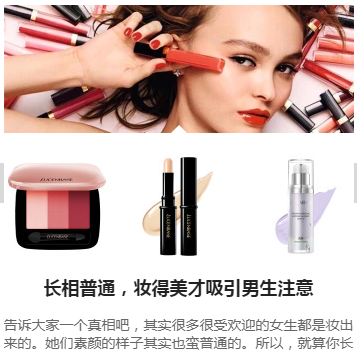 长相普通，妆得美才吸引男生注意
告诉大家一个真相吧，其实很多很受欢迎的女生都是妆出
来的。她们素颜的样子其实也蛮普通的。所以，就算你长